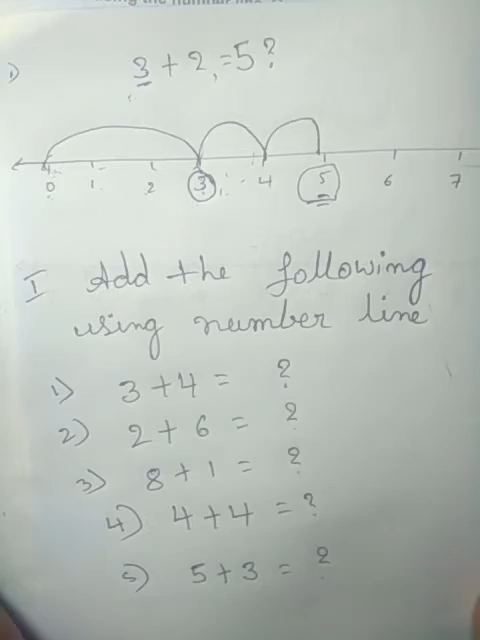 1)
3 + 2, = 5 ?
0 1 2 3 4 5 6 7
I Add the following
using number line
1) 3 + 4 = ?
2) 2 + 6 = ?
3) 8 + 1 = ?
4) 4 + 4 = ?
5) 5 + 3 = ?